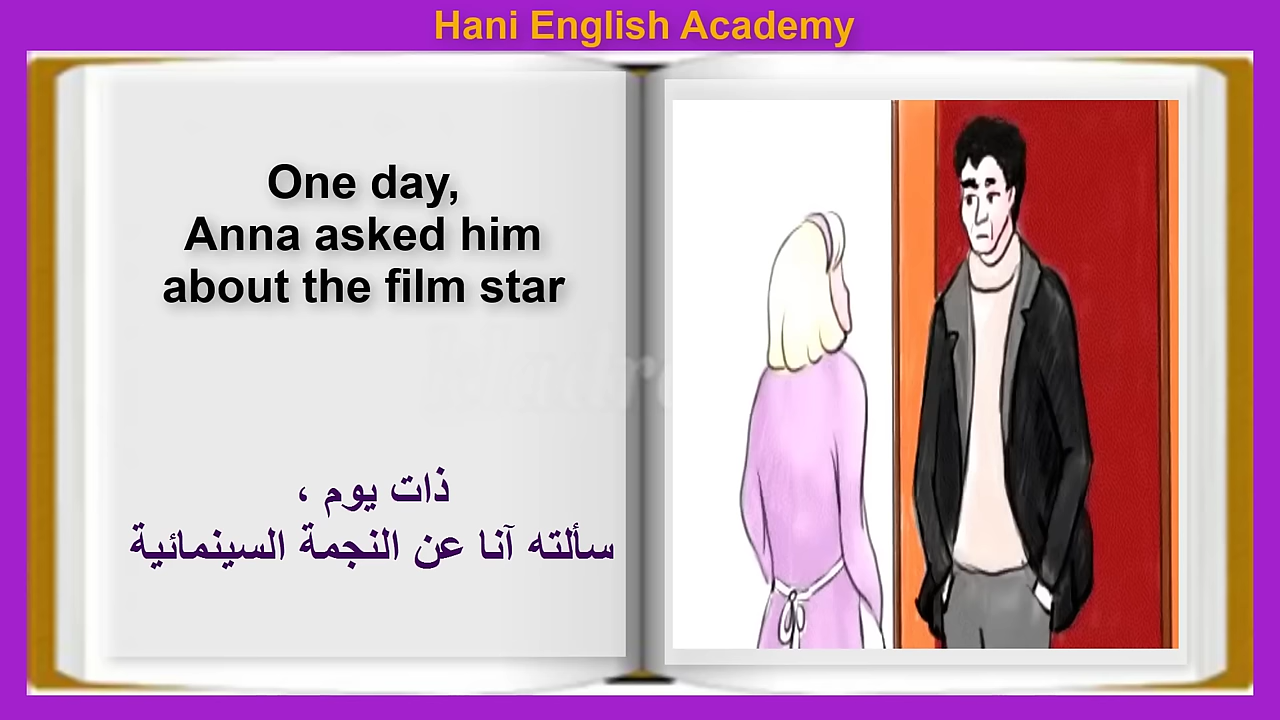 Hani English Academy
One day,
Anna asked him
about the film star
ذات يوم ،
سألته آنا عن النجمة السينمائية